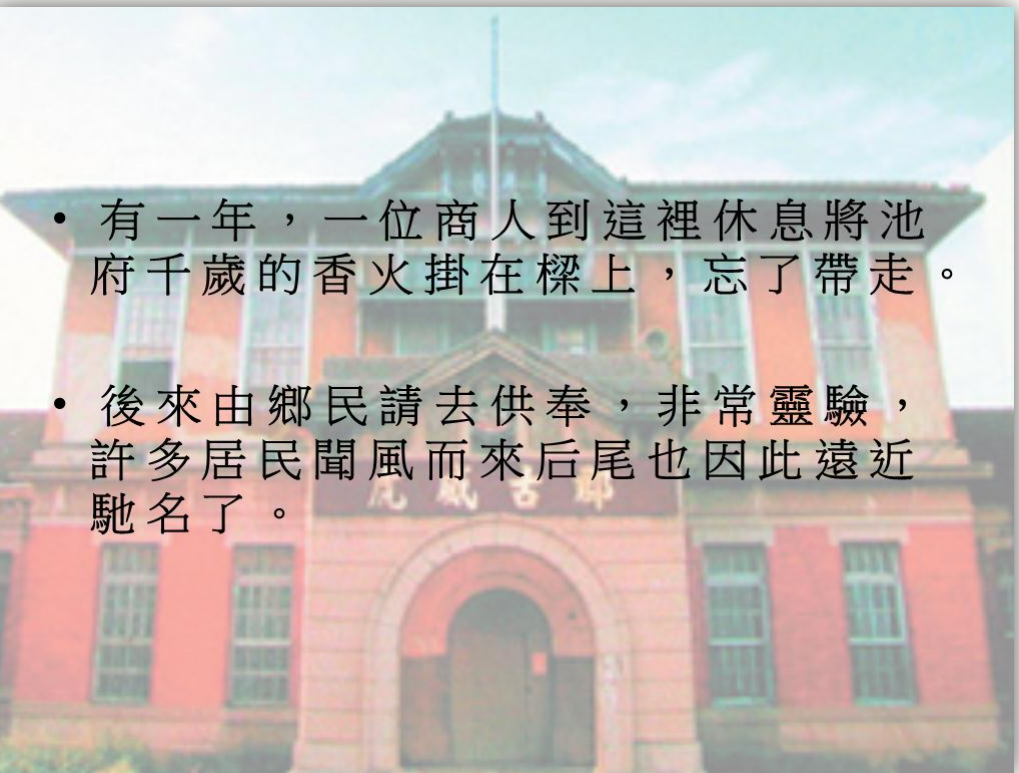 • 有一年，一位商人到這裡休息將池
府千歲的香火掛在樑上，忘了帶走。
• 後來由鄉民請去供奉，非常靈驗，
許多居民聞風而來后尾也因此遠近
馳名了。